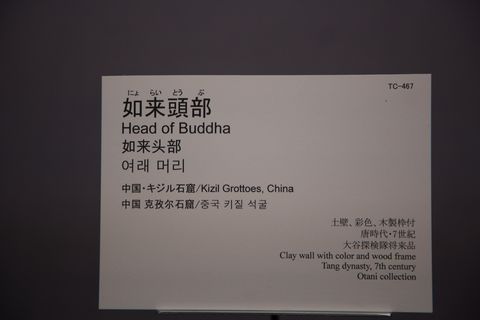 TC-467
にょ らい とう ぶ
如来頭部
Head of Buddha
如来头部
여래 머리
中国・キジル石窟/Kizil Grottoes, China
中国 克孜尔石窟/중국 키질 석굴
土壁、彩色、木製枠付
唐時代・7世紀
大谷探検隊将来品
Clay wall with color and wood frame
Tang dynasty, 7th century
Otani collection